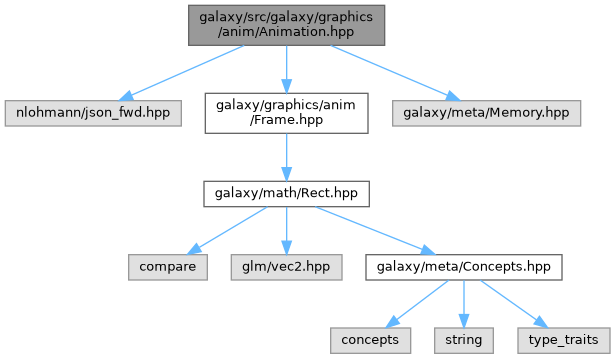 galaxy/src/galaxy/graphics
/anim/Animation.hpp
nlohmann/json_fwd.hpp
galaxy/graphics/anim
/Frame.hpp
galaxy/meta/Memory.hpp
galaxy/math/Rect.hpp
compare
glm/vec2.hpp
galaxy/meta/Concepts.hpp
concepts
string
type_traits